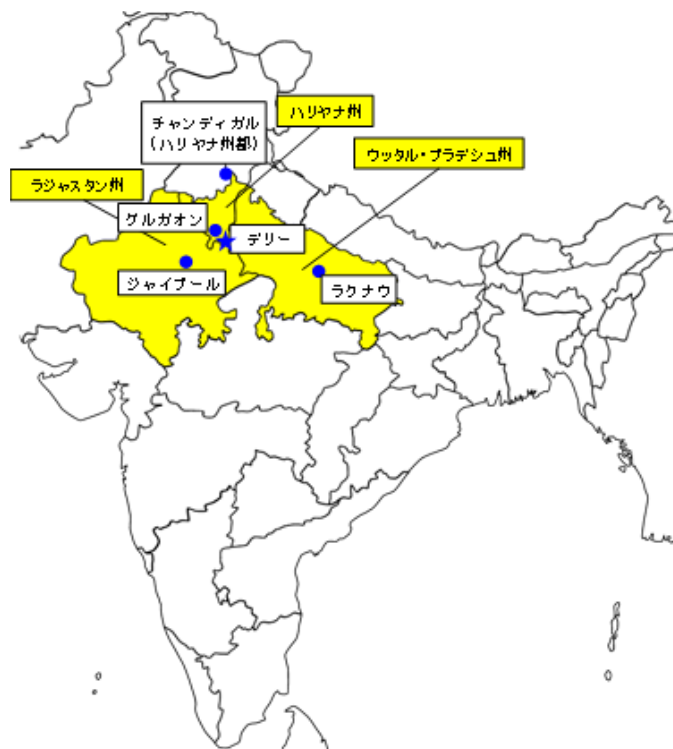 ハリヤナ州
チャンディガル
(ハリヤナ州都)
ウッタル・プラデシュ州
ラジャスタン州
グルガオン
デリー
ジャイプール
ラクナウ